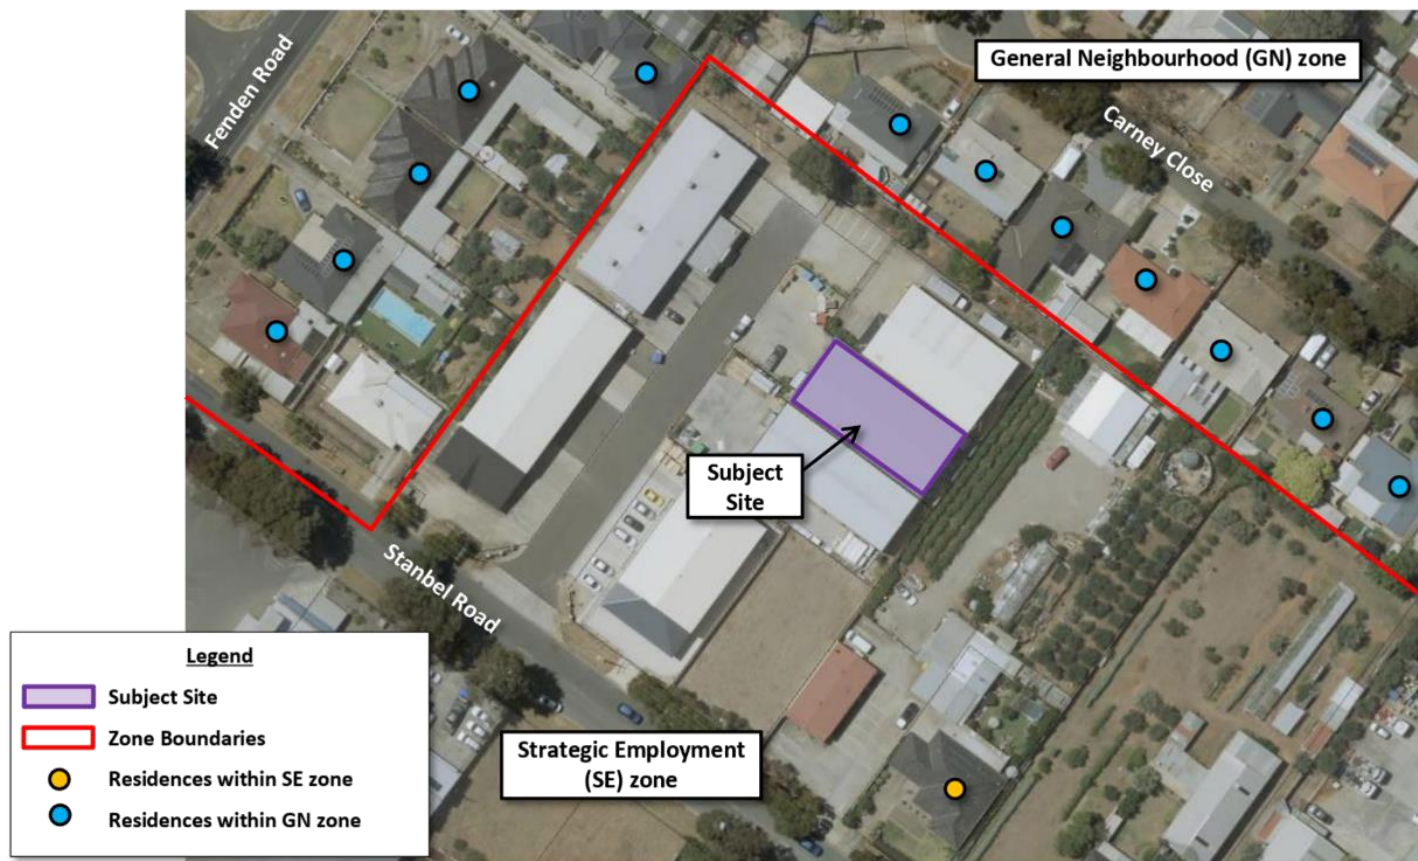 General Neighbourhood (GN) zone
Fenden Road
Carney Close
Subject
Site
Stanbel Road
Strategic Employment
(SE) zone
Legend
Subject Site
Zone Boundaries
Residences within SE zone
Residences within GN zone